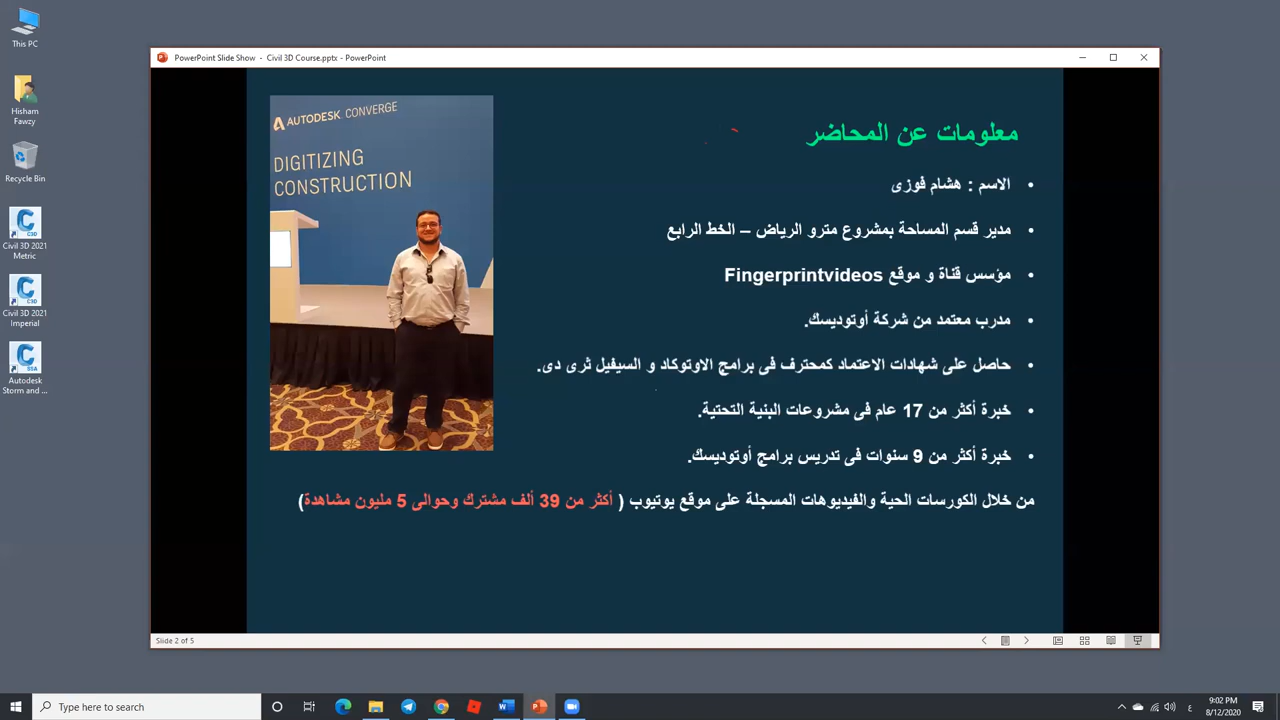 This PC
Hisham
Fawzy
Recycle Bin
Civil 3D 2021
Metric
Civil 3D 2021
Imperial
Autodesk
Storm and ...
PowerPoint Slide Show - Civil 3D Course.pptx - PowerPoint
AUTODESK CONVERGE
DIGITIZING
CONSTRUCTION
معلومات عن المحاضر
• الاسم : هشام فوزى
• مدير قسم المساحة بمشروع مترو الرياض – الخط الرابع
• مؤسس قناة و موقع Fingerprintvideos
• مدرب معتمد من شركة أوتوديسك.
• حاصل على شهادات الاعتماد كمحترف فى برامج الاوتوكاد و السيفيل ثرى دى.
• خبرة أكثر من 17 عام فى مشروعات البنية التحتية.
• خبرة أكثر من 9 سنوات فى تدريس برامج أوتوديسك.
من خلال الكورسات الحية والفيديوهات المسجلة على موقع يوتيوب ( أكثر من 39 ألف مشترك وحوالى 5 مليون مشاهدة)
Slide 2 of 5
Type here to search
ع
9:02 PM
8/12/2020